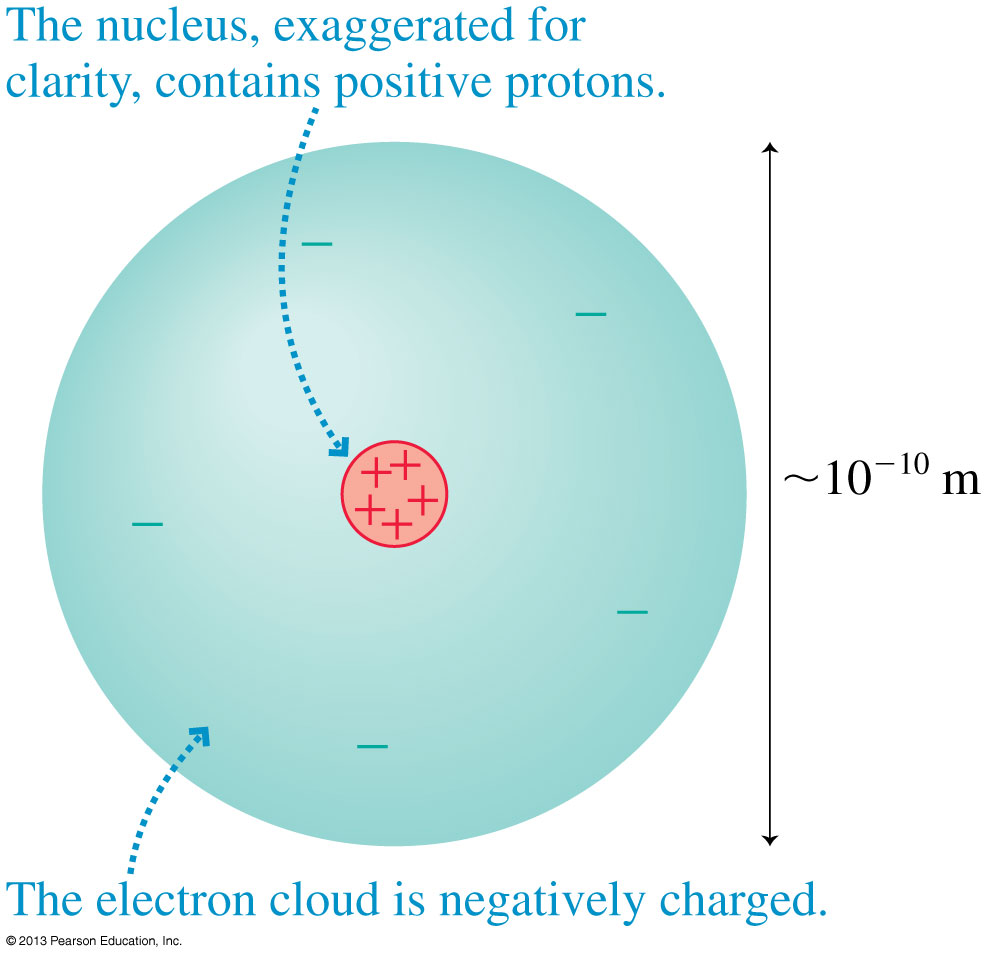 The nucleus, exaggerated for
clarity, contains positive protons.
~10⁻¹⁰ m
The electron cloud is negatively charged.
© 2013 Pearson Education, Inc.